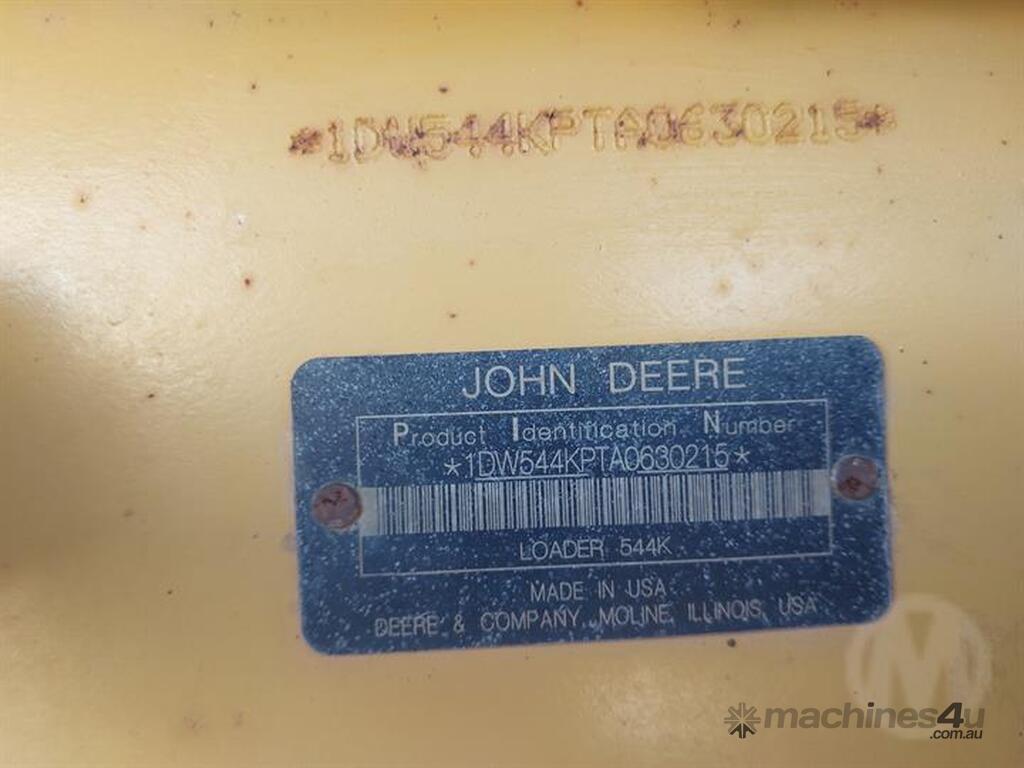 *1DW544KPTA0630215*
JOHN DEERE
Product Identification Number
*1DW544KPTA0630215*
LOADER 544K
MADE IN USA
DEERE & COMPANY, MOLINE, ILLINOIS, USA
M
machines4u
.com.au